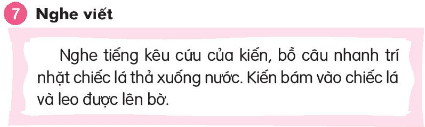 7 Nghe viết
Nghe tiếng kêu cứu của kiến, bồ câu nhanh trí
nhặt chiếc lá thả xuống nước. Kiến bám vào chiếc lá
và leo được lên bờ.